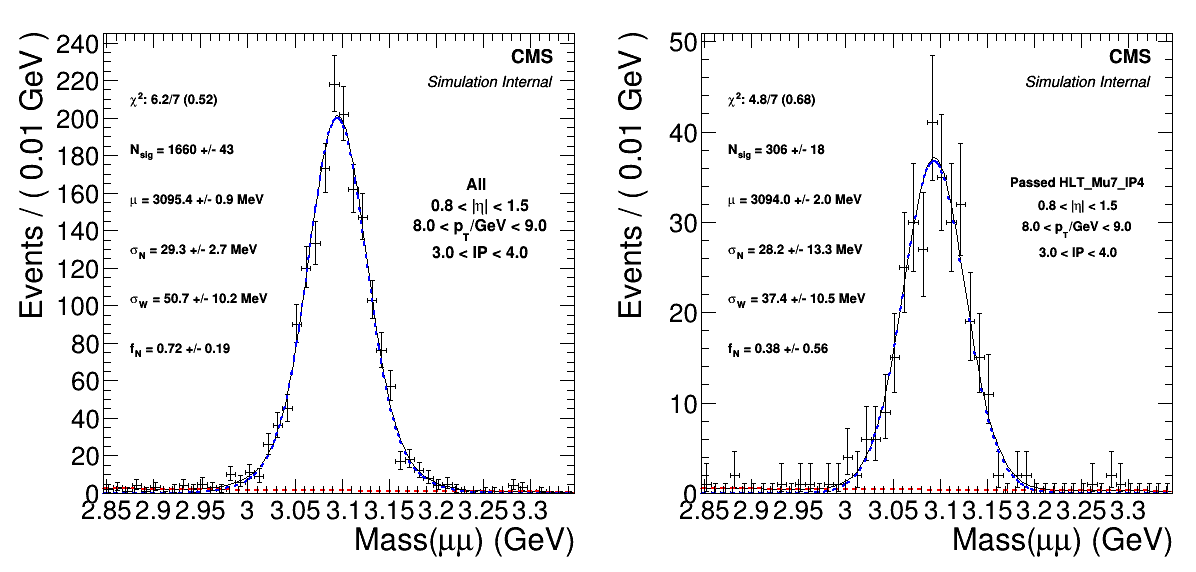 CMS
Simulation Internal
χ²: 6.2/7 (0.52)
N_sig = 1660 +/- 43
μ = 3095.4 +/- 0.9 MeV
σ_N = 29.3 +/- 2.7 MeV
σ_W = 50.7 +/- 10.2 MeV
f_N = 0.72 +/- 0.19
All
0.8 < |η| < 1.5
8.0 < p_T/GeV < 9.0
3.0 < IP < 4.0
Events / ( 0.01 GeV )
240
220
200
180
160
140
120
100
80
60
40
20
0
2.85 2.9 2.95 3 3.05 3.1 3.15 3.2 3.25 3.3
Mass(μμ) (GeV)
CMS
Simulation Internal
χ²: 4.8/7 (0.68)
N_sig = 306 +/- 18
μ = 3094.0 +/- 2.0 MeV
σ_N = 28.2 +/- 13.3 MeV
σ_W = 37.4 +/- 10.5 MeV
f_N = 0.38 +/- 0.56
Passed HLT_Mu7_IP4
0.8 < |η| < 1.5
8.0 < p_T/GeV < 9.0
3.0 < IP < 4.0
Events / ( 0.01 GeV )
50
40
30
20
10
0
2.85 2.9 2.95 3 3.05 3.1 3.15 3.2 3.25 3.3
Mass(μμ) (GeV)